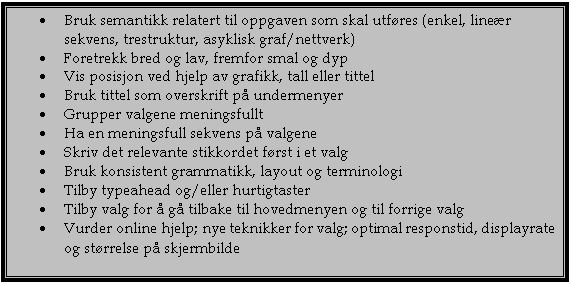 • Bruk semantikk relatert til oppgaven som skal utføres (enkel, lineær
sekvens, trestruktur, asyklisk graf/nettverk)
• Foretrekk bred og lav, fremfor smal og dyp
• Vis posisjon ved hjelp av grafikk, tall eller tittel
• Bruk tittel som overskrift på undermenyer
• Grupper valgene meningsfullt
• Ha en meningsfull sekvens på valgene
• Skriv det relevante stikkordet først i et valg
• Bruk konsistent grammatikk, layout og terminologi
• Tilby typeahead og/eller hurtigtaster
• Tilby valg for å gå tilbake til hovedmenyen og til forrige valg
• Vurder online hjelp; nye teknikker for valg; optimal responstid, displayrate
og størrelse på skjermbilde